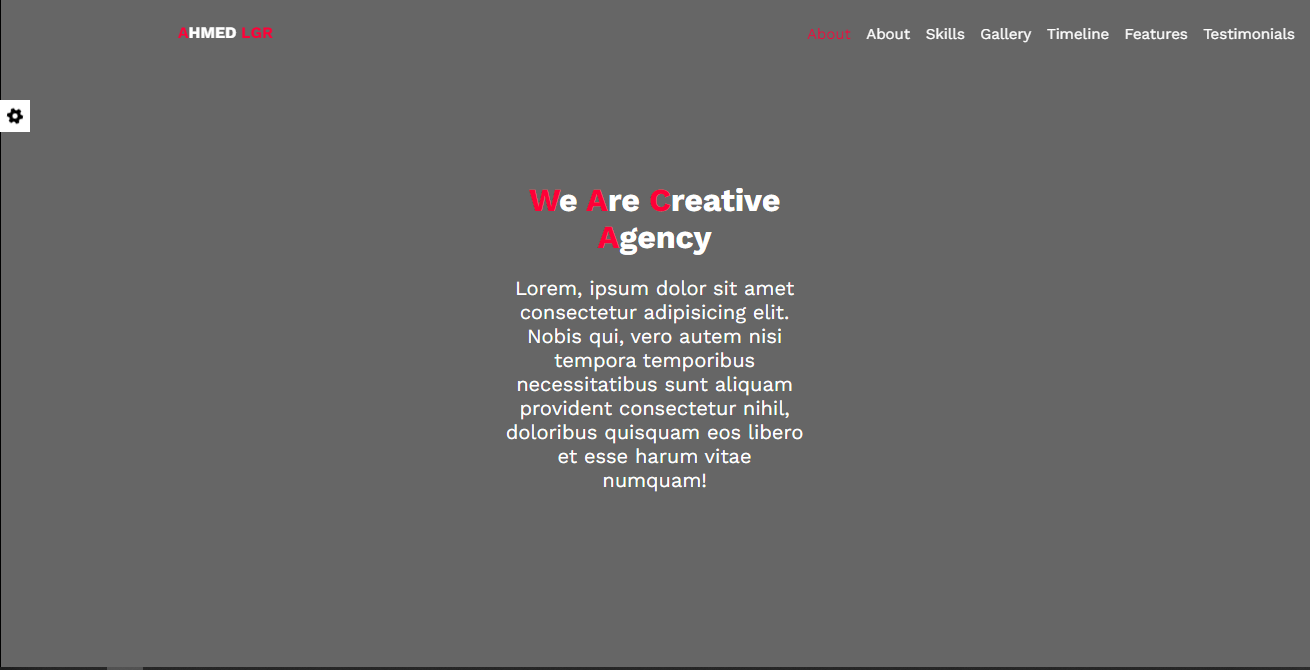 AHMED LGR
About About Skills Gallery Timeline Features Testimonials
We Are Creative
Agency
Lorem, ipsum dolor sit amet
consectetur adipisicing elit.
Nobis qui, vero autem nisi
tempora temporibus
necessitatibus sunt aliquam
provident consectetur nihil,
doloribus quisquam eos libero
et esse harum vitae
numquam!